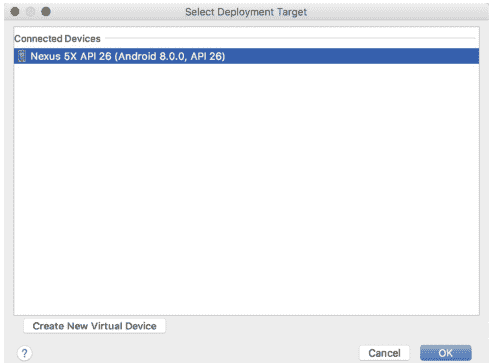 Select Deployment Target
Connected Devices
Nexus 5X API 26 (Android 8.0.0, API 26)
Create New Virtual Device
?
Cancel
OK